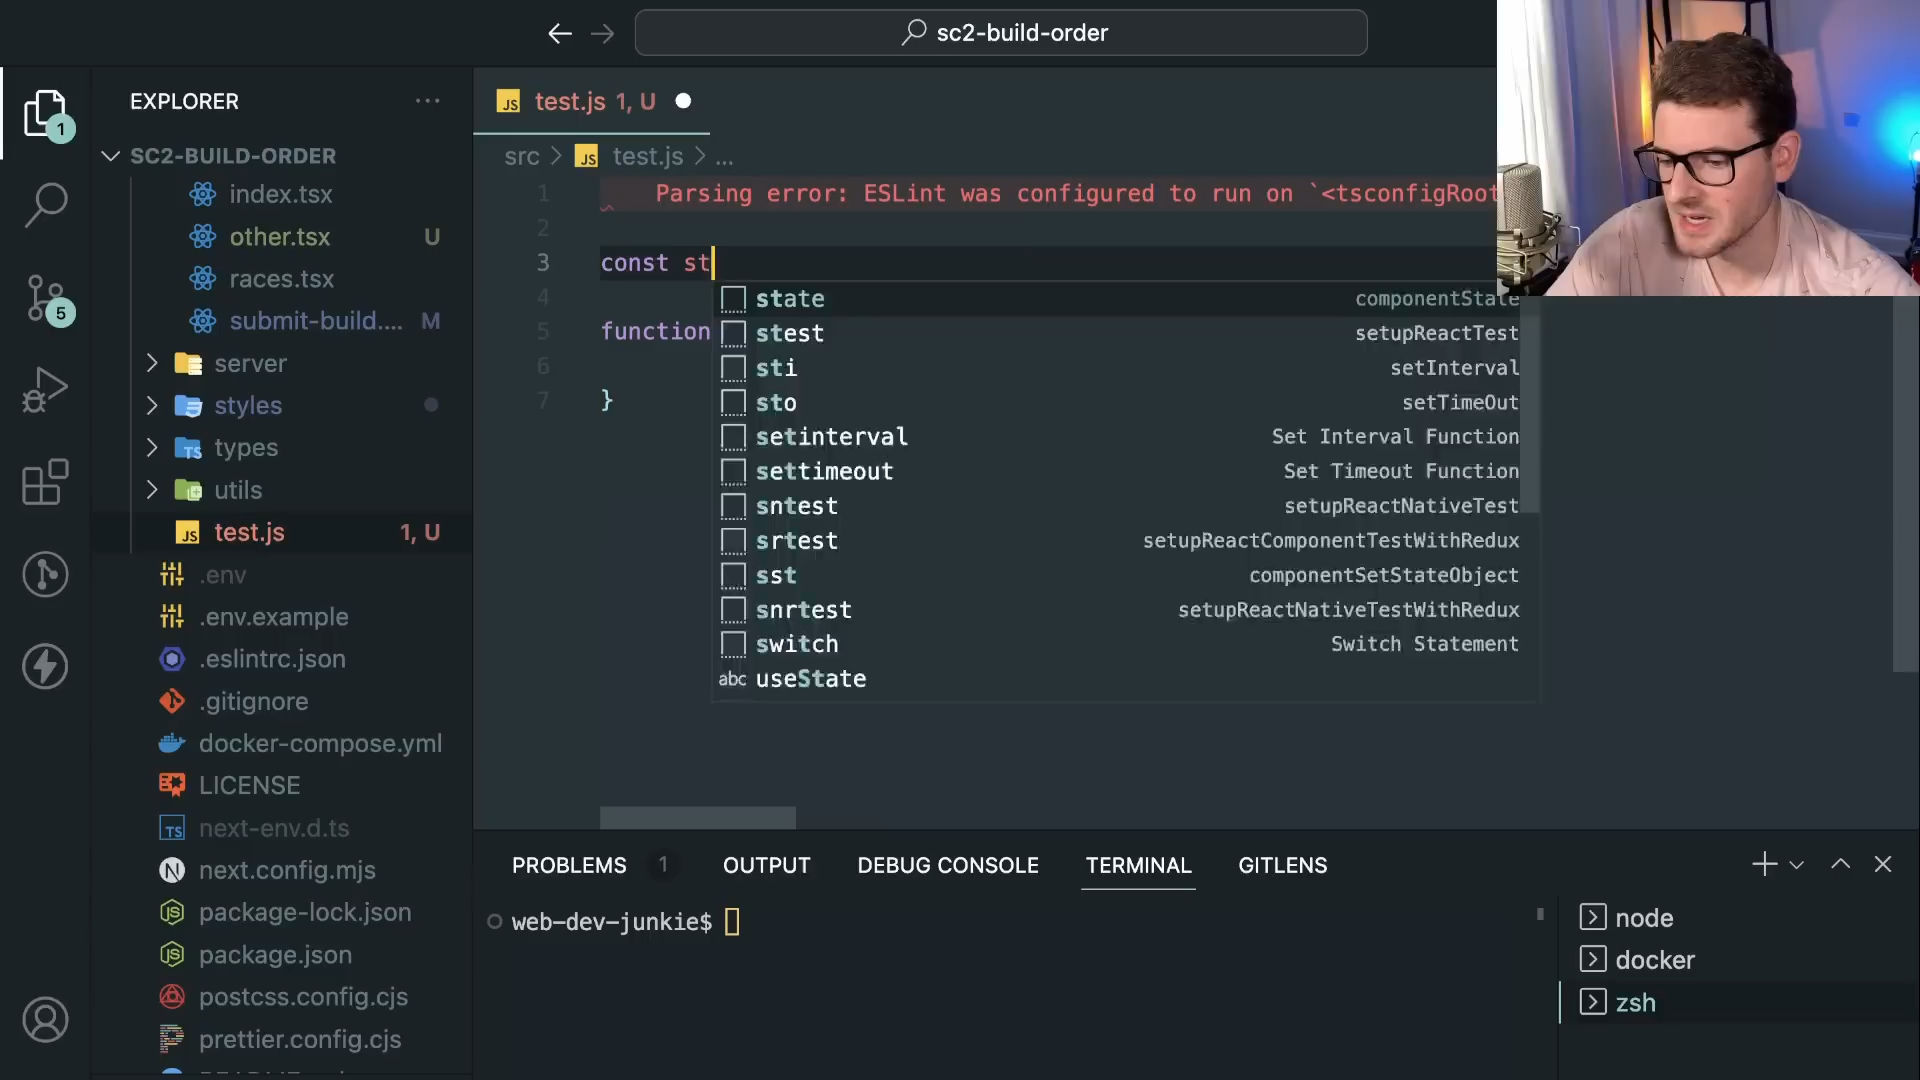 sc2-build-order
EXPLORER
SC2-BUILD-ORDER
index.tsx
other.tsx U
races.tsx
submit-build.... M
server
styles
types
utils
test.js 1, U
.env
.env.example
.eslintrc.json
.gitignore
docker-compose.yml
LICENSE
next-env.d.ts
next.config.mjs
package-lock.json
package.json
postcss.config.cjs
prettier.config.cjs
1
5
JS test.js 1, U
src > JS test.js > ...
1 Parsing error: ESLint was configured to run on `<tsconfigRoot
2
3 const st
4
5 function
6
7 }
state componentState
stest setupReactTest
sti setInterval
sto setTimeOut
setinterval Set Interval Function
settimeout Set Timeout Function
sntest setupReactNativeTest
srtest setupReactComponentTestWithRedux
sst componentSetStateObject
snrtest setupReactNativeTestWithRedux
switch Switch Statement
abc useState
PROBLEMS 1 OUTPUT DEBUG CONSOLE TERMINAL GITLENS
web-dev-junkie$
node
docker
zsh